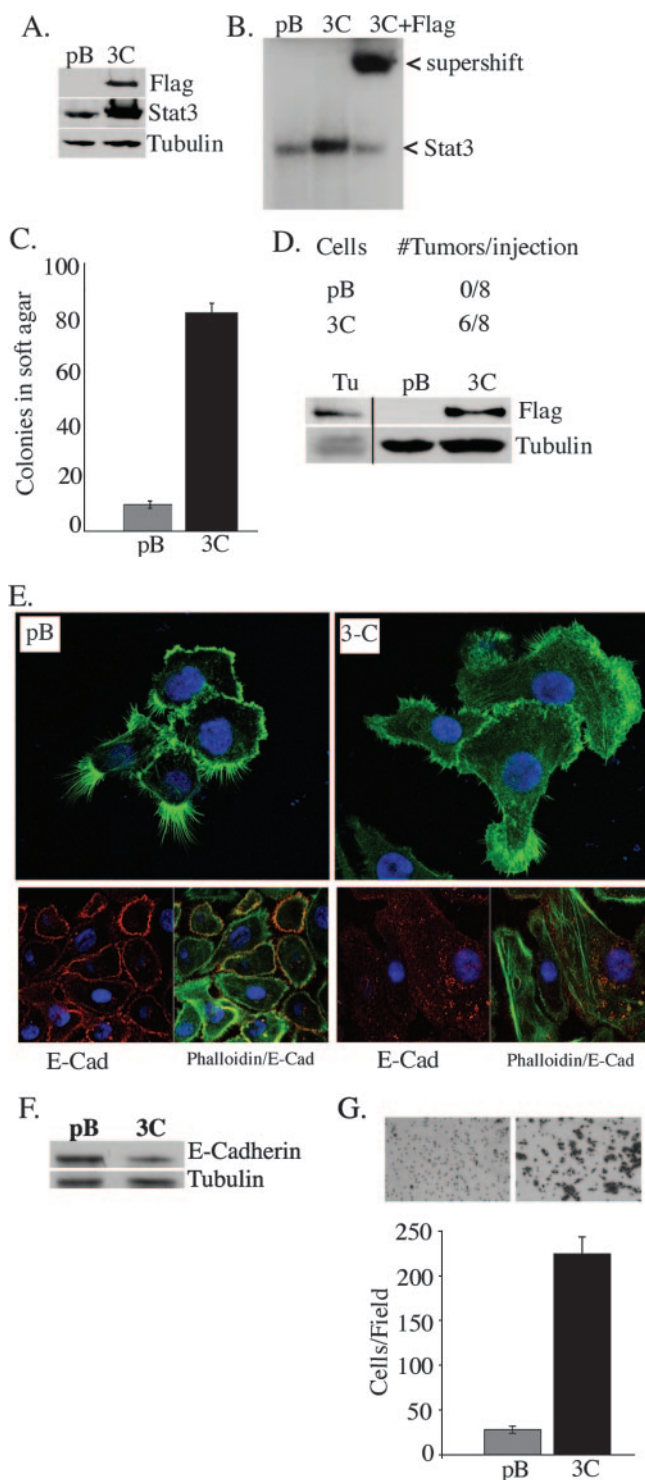 A.
pB 3C
Flag
Stat3
Tubulin
B.
pB 3C 3C+Flag
< supershift
< Stat3
C.
Colonies in soft agar
100
80
60
40
20
0
pB
3C
D.
Cells #Tumors/injection
pB 0/8
3C 6/8
Tu pB 3C
Flag
Tubulin
E.
pB
3-C
E-Cad
Phalloidin/E-Cad
E-Cad
Phalloidin/E-Cad
F.
pB 3C
E-Cadherin
Tubulin
G.
Cells/Field
250
200
150
100
50
0
pB
3C